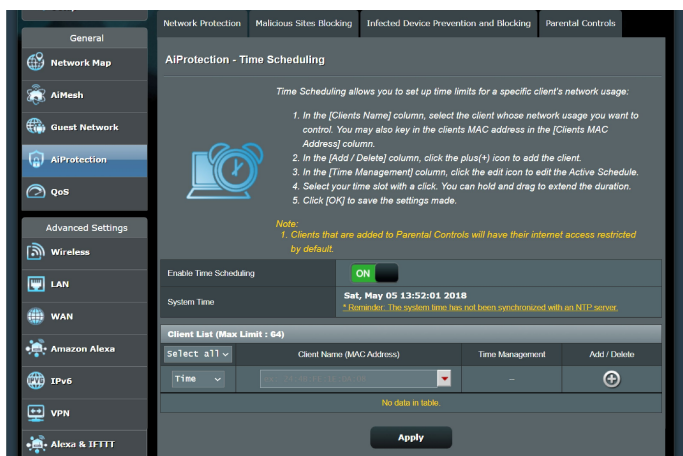 Network Protection
Malicious Sites Blocking
Infected Device Prevention and Blocking
Parental Controls
General
Network Map
AiMesh
Guest Network
AiProtection
QoS
Advanced Settings
Wireless
LAN
WAN
Amazon Alexa
IPv6
VPN
Alexa & IFTTT
AiProtection - Time Scheduling
Time Scheduling allows you to set up time limits for a specific client's network usage:
1. In the [Clients Name] column, select the client whose network usage you want to
control. You may also key in the clients MAC address in the [Clients MAC
Address] column.
2. In the [Add / Delete] column, click the plus(+) icon to add the client.
3. In the [Time Management] column, click the edit icon to edit the Active Schedule.
4. Select your time slot with a click. You can hold and drag to extend the duration.
5. Click [OK] to save the settings made.
Note:
1. Clients that are added to Parental Controls will have their internet access restricted
by default.
Enable Time Scheduling
ON
System Time
Sat, May 05 13:52:01 2018
* Reminder: The system time has not been synchronized with an NTP server.
Client List (Max Limit : 64)
Select all
Client Name (MAC Address)
Time Management
Add / Delete
Time
–
No data in table.
Apply